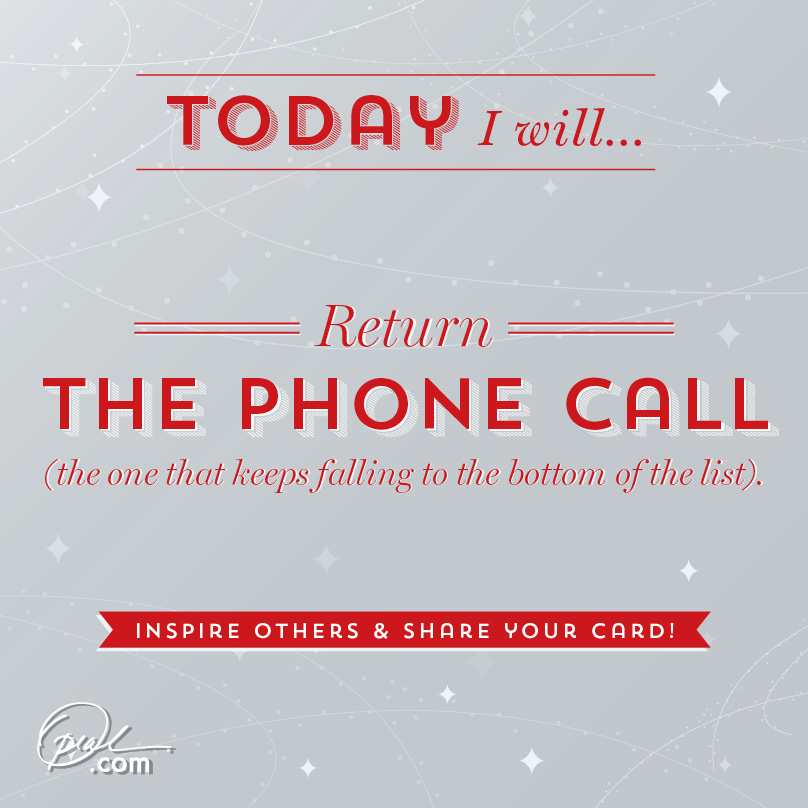 TODAY I will...
Return
THE PHONE CALL
(the one that keeps falling to the bottom of the list).
INSPIRE OTHERS & SHARE YOUR CARD!
Oprah
.com